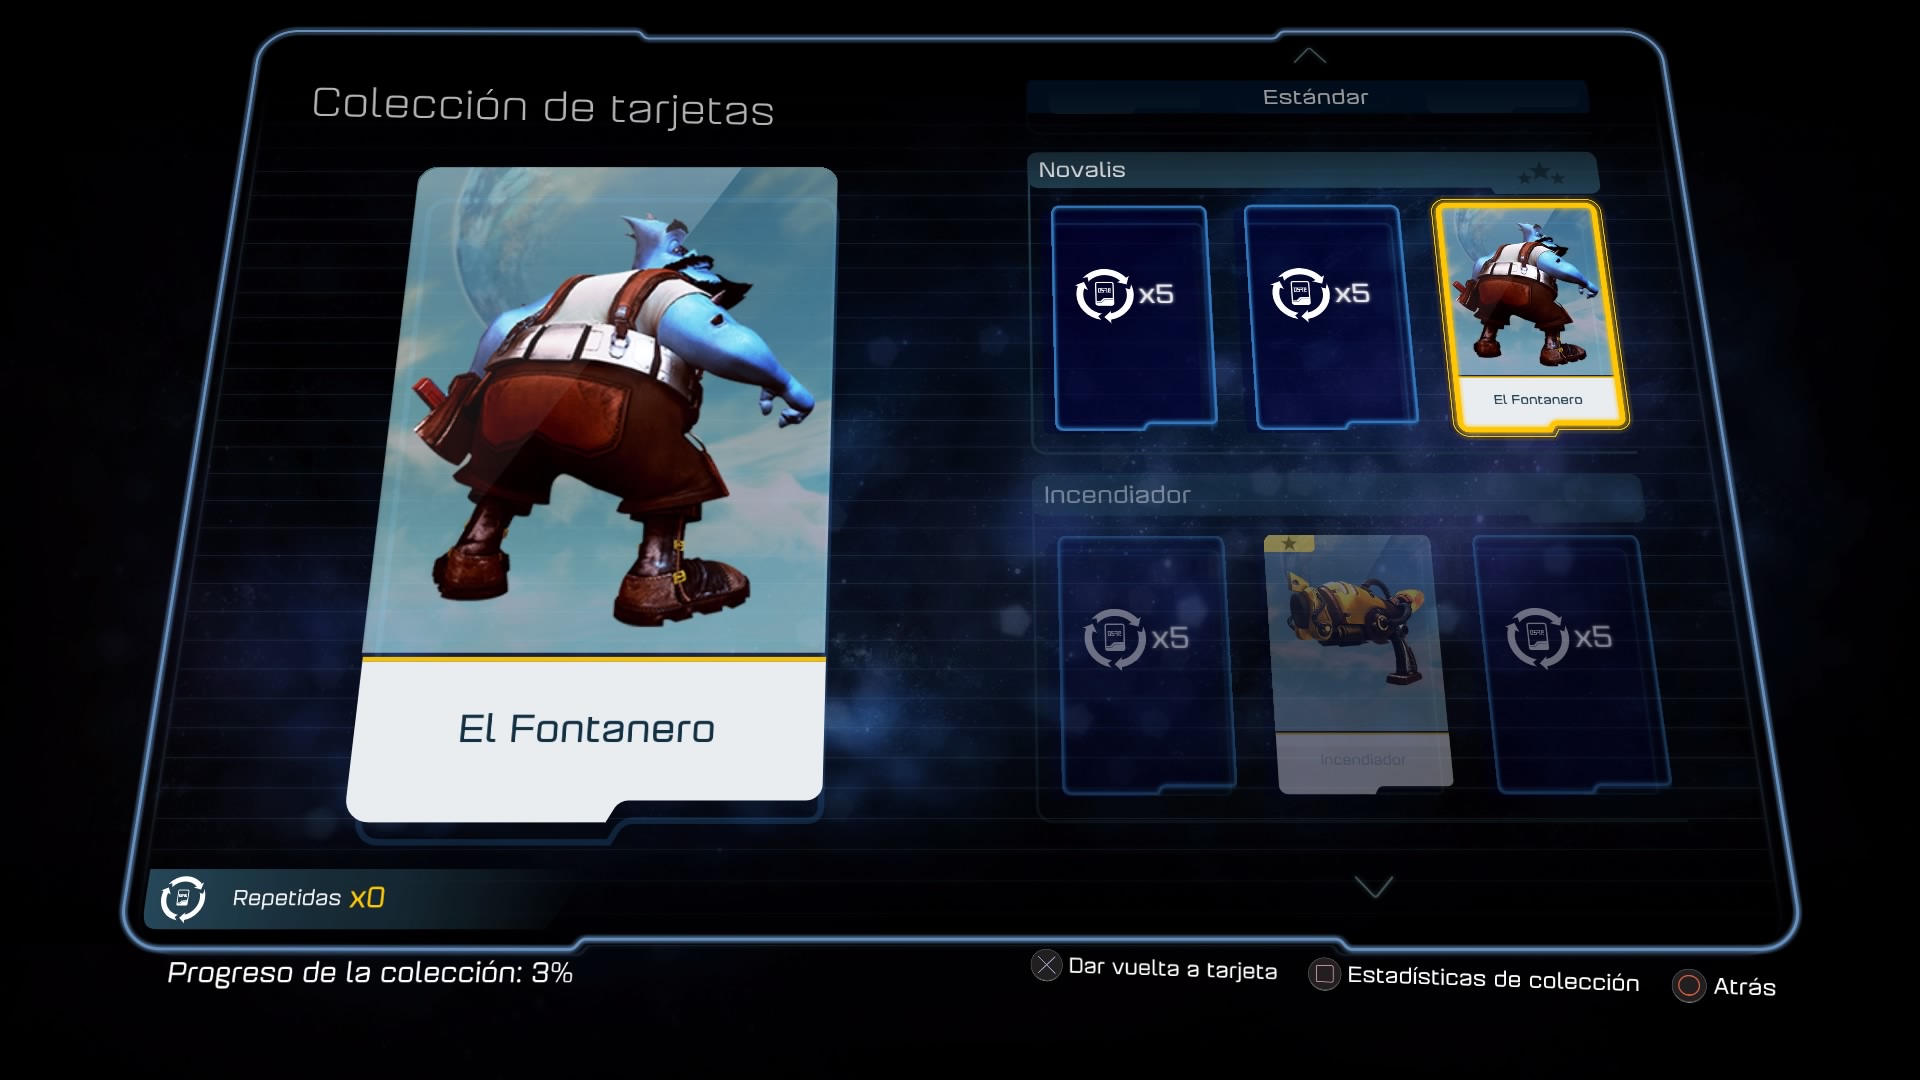 Colección de tarjetas
Estándar
Novalis
x5
x5
El Fontanero
El Fontanero
Incendiador
x5
Incendiador
x5
Repetidas x0
Progreso de la colección: 3%
Dar vuelta a tarjeta
Estadísticas de colección
Atrás